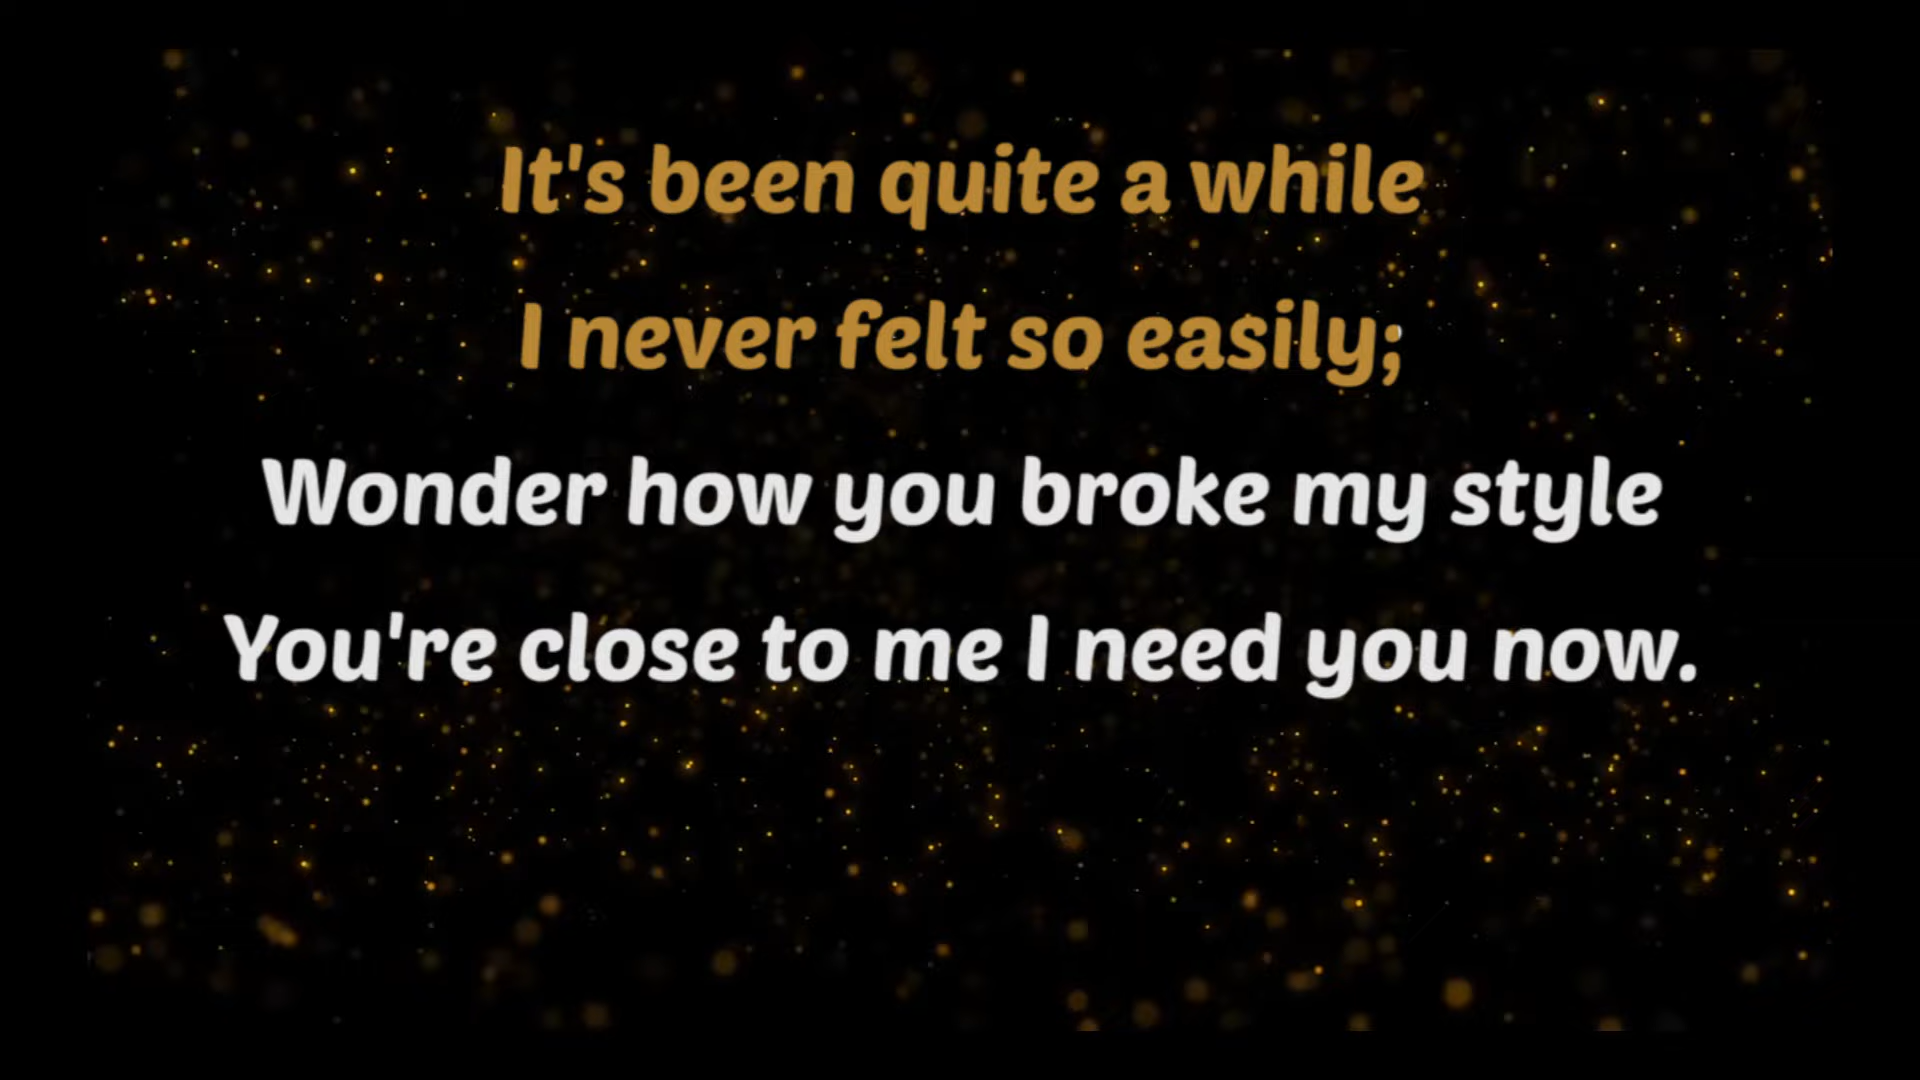 It's been quite a while
I never felt so easily;
Wonder how you broke my style
You're close to me I need you now.